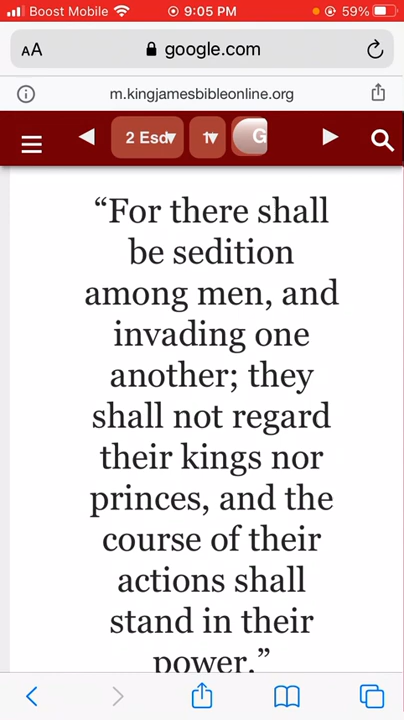 Boost Mobile 9:05 PM 59%
AA google.com
m.kingjamesbibleonline.org
2 Esd 1 G
“For there shall
be sedition
among men, and
invading one
another; they
shall not regard
their kings nor
princes, and the
course of their
actions shall
stand in their
power.”